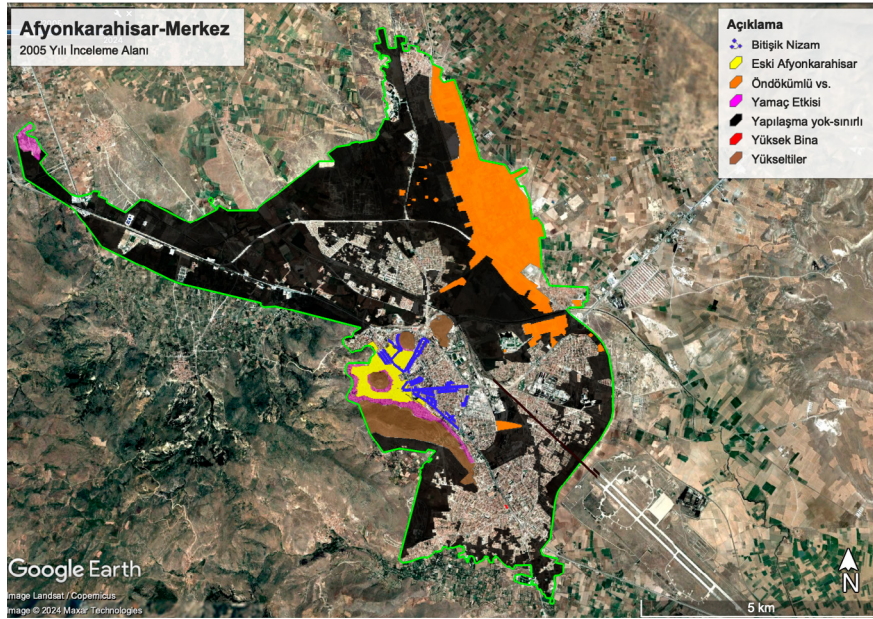 Afyonkarahisar-Merkez
2005 Yılı İnceleme Alanı
Açıklama
Bitişik Nizam
Eski Afyonkarahisar
Öndökümlü vs.
Yamaç Etkisi
Yapılaşma yok-sınırlı
Yüksek Bina
Yükseltiler
Google Earth
Image Landsat / Copernicus
Image © 2024 Maxar Technologies
N
5 km